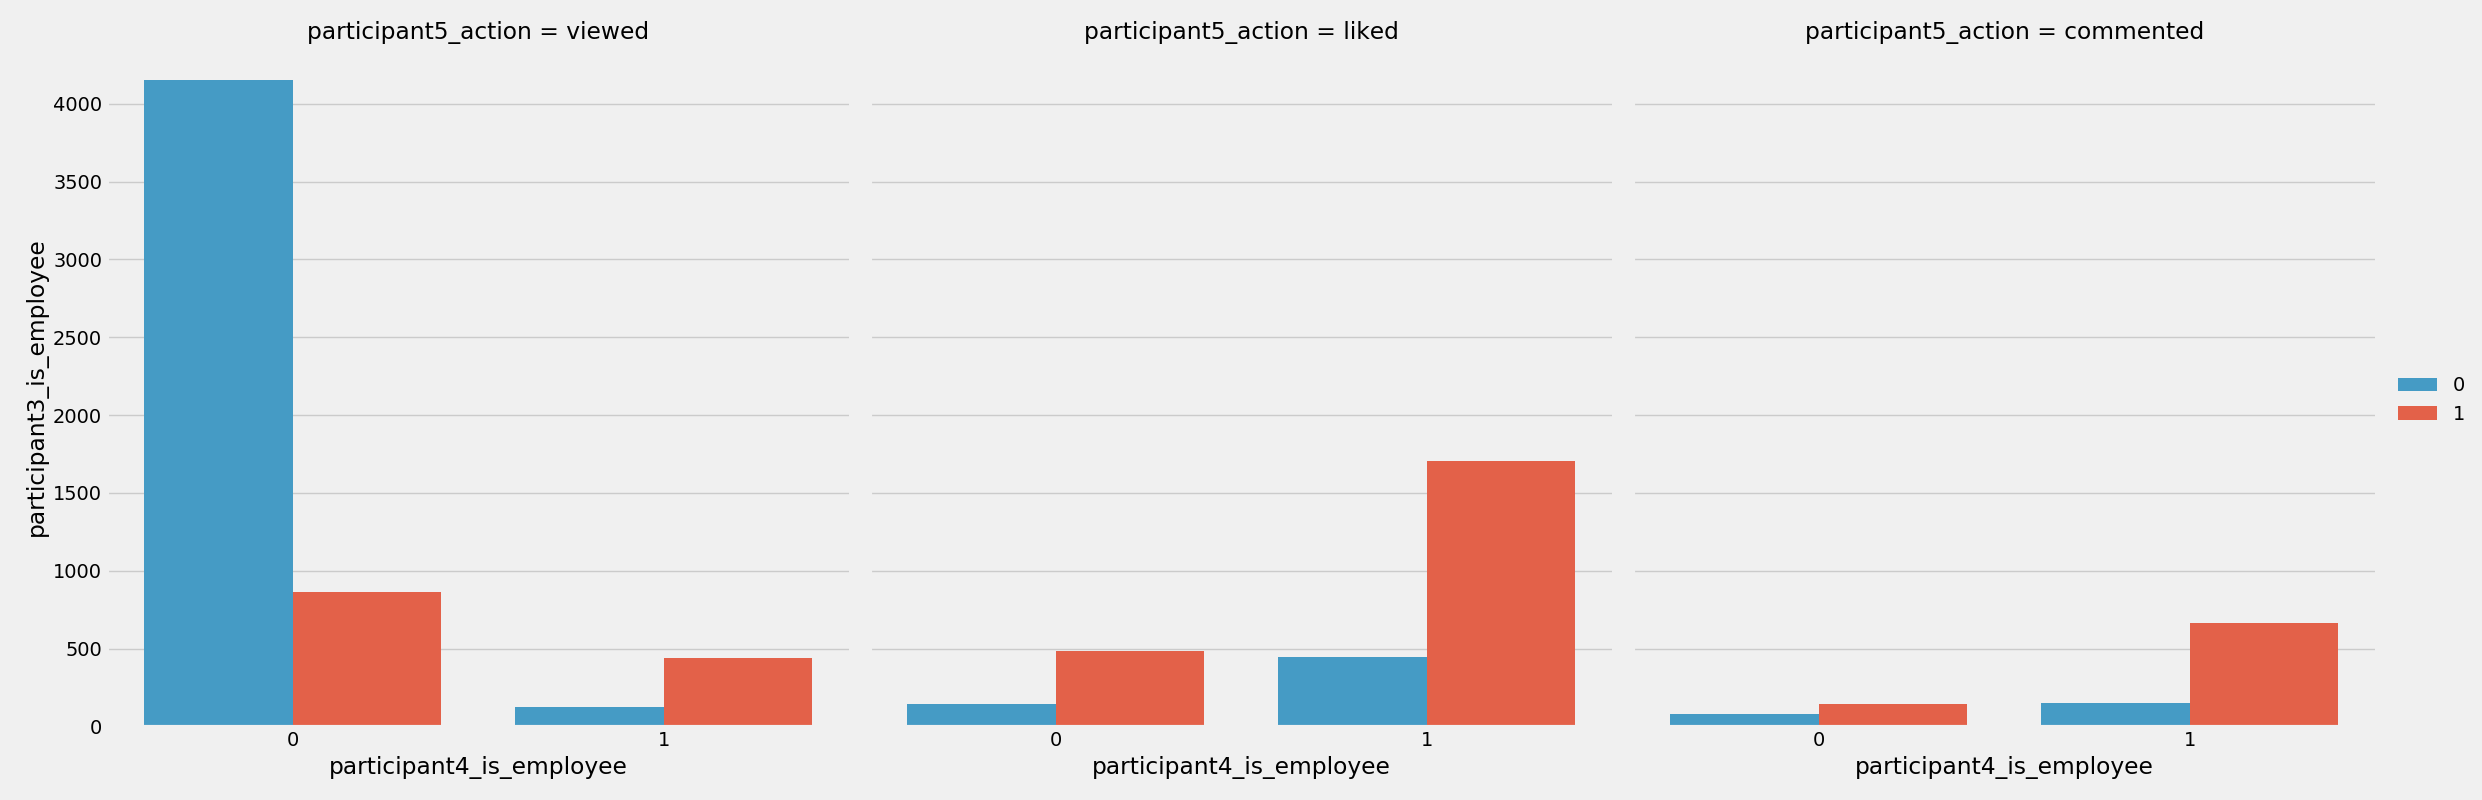 participant5_action = viewed
participant5_action = liked
participant5_action = commented
participant3_is_employee
4000
3500
3000
2500
2000
1500
1000
500
0
0 1
participant4_is_employee
0 1
participant4_is_employee
0 1
participant4_is_employee
0
1